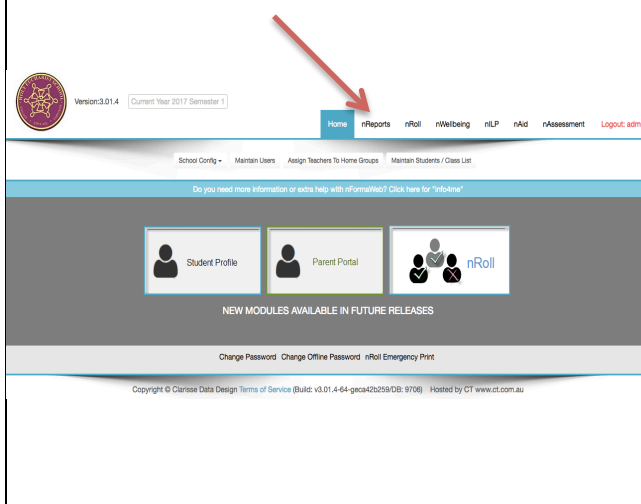 Version:3.01.4 Current Year 2017 Semester 1
Home nReports nRoll nWellbeing nILP nAid nAssessment Logout: adm
School Config Maintain Users Assign Teachers To Home Groups Maintain Students / Class List
Do you need more information or extra help with nFormaWeb? Click here for "info4me"
Student Profile Parent Portal nRoll
NEW MODULES AVAILABLE IN FUTURE RELEASES
Change Password Change Offline Password nRoll Emergency Print
Copyright © Clarisse Data Design Terms of Service (Build: v3.01.4-64-geca42b259/DB: 9706) Hosted by CT www.ct.com.au